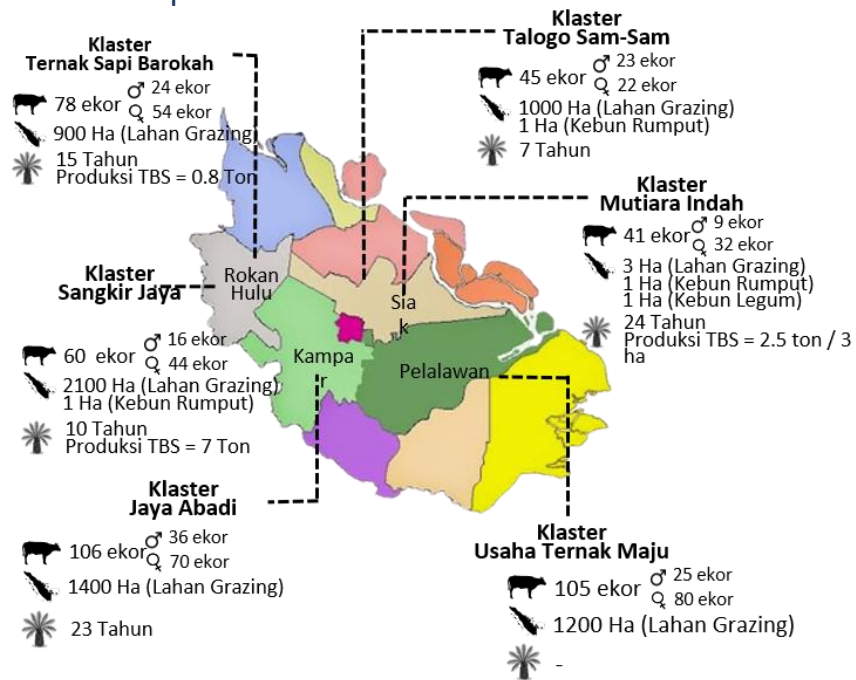 Klaster
Ternak Sapi Barokah
78 ekor
♂ 24 ekor
♀ 54 ekor
900 Ha (Lahan Grazing)
15 Tahun
Produksi TBS = 0.8 Ton
Klaster
Talogo Sam-Sam
45 ekor
♂ 23 ekor
♀ 22 ekor
1000 Ha (Lahan Grazing)
1 Ha (Kebun Rumput)
7 Tahun
Klaster
Mutiara Indah
41 ekor
♂ 9 ekor
♀ 32 ekor
3 Ha (Lahan Grazing)
1 Ha (Kebun Rumput)
1 Ha (Kebun Legum)
24 Tahun
Produksi TBS = 2.5 ton / 3
ha
Klaster
Sangkir Jaya
60 ekor
♂ 16 ekor
♀ 44 ekor
2100 Ha (Lahan Grazing)
1 Ha (Kebun Rumput)
10 Tahun
Produksi TBS = 7 Ton
Rokan
Hulu
Sia
k
Kampa
r
Pelalawan
Klaster
Jaya Abadi
106 ekor
♂ 36 ekor
♀ 70 ekor
1400 Ha (Lahan Grazing)
23 Tahun
Klaster
Usaha Ternak Maju
105 ekor
♂ 25 ekor
♀ 80 ekor
1200 Ha (Lahan Grazing)
-